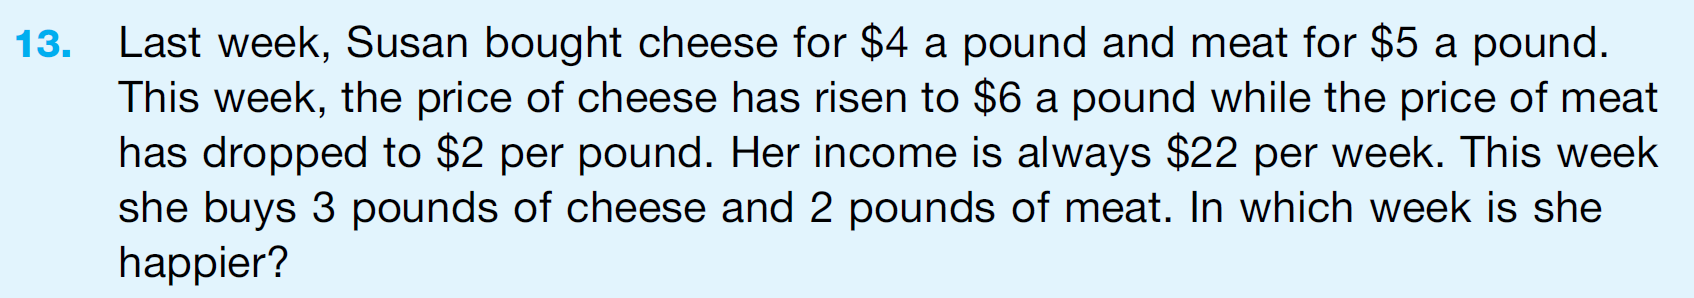 13. Last week, Susan bought cheese for $4 a pound and meat for $5 a pound.
This week, the price of cheese has risen to $6 a pound while the price of meat
has dropped to $2 per pound. Her income is always $22 per week. This week
she buys 3 pounds of cheese and 2 pounds of meat. In which week is she
happier?